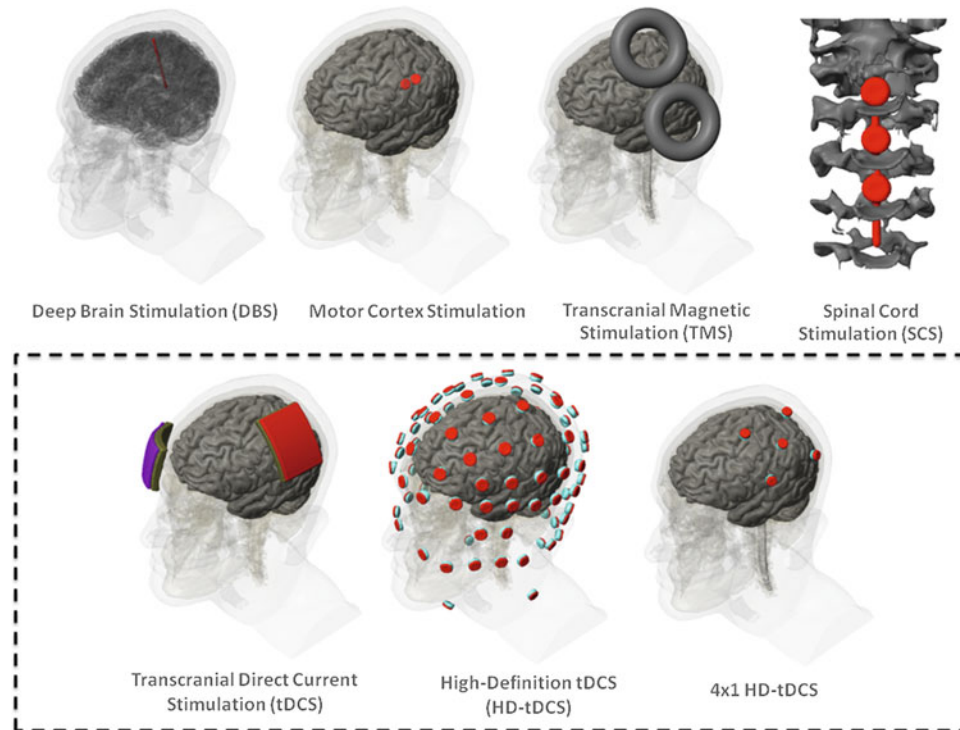 Deep Brain Stimulation (DBS)
Motor Cortex Stimulation
Transcranial Magnetic
Stimulation (TMS)
Spinal Cord
Stimulation (SCS)
Transcranial Direct Current
Stimulation (tDCS)
High-Definition tDCS
(HD-tDCS)
4x1 HD-tDCS